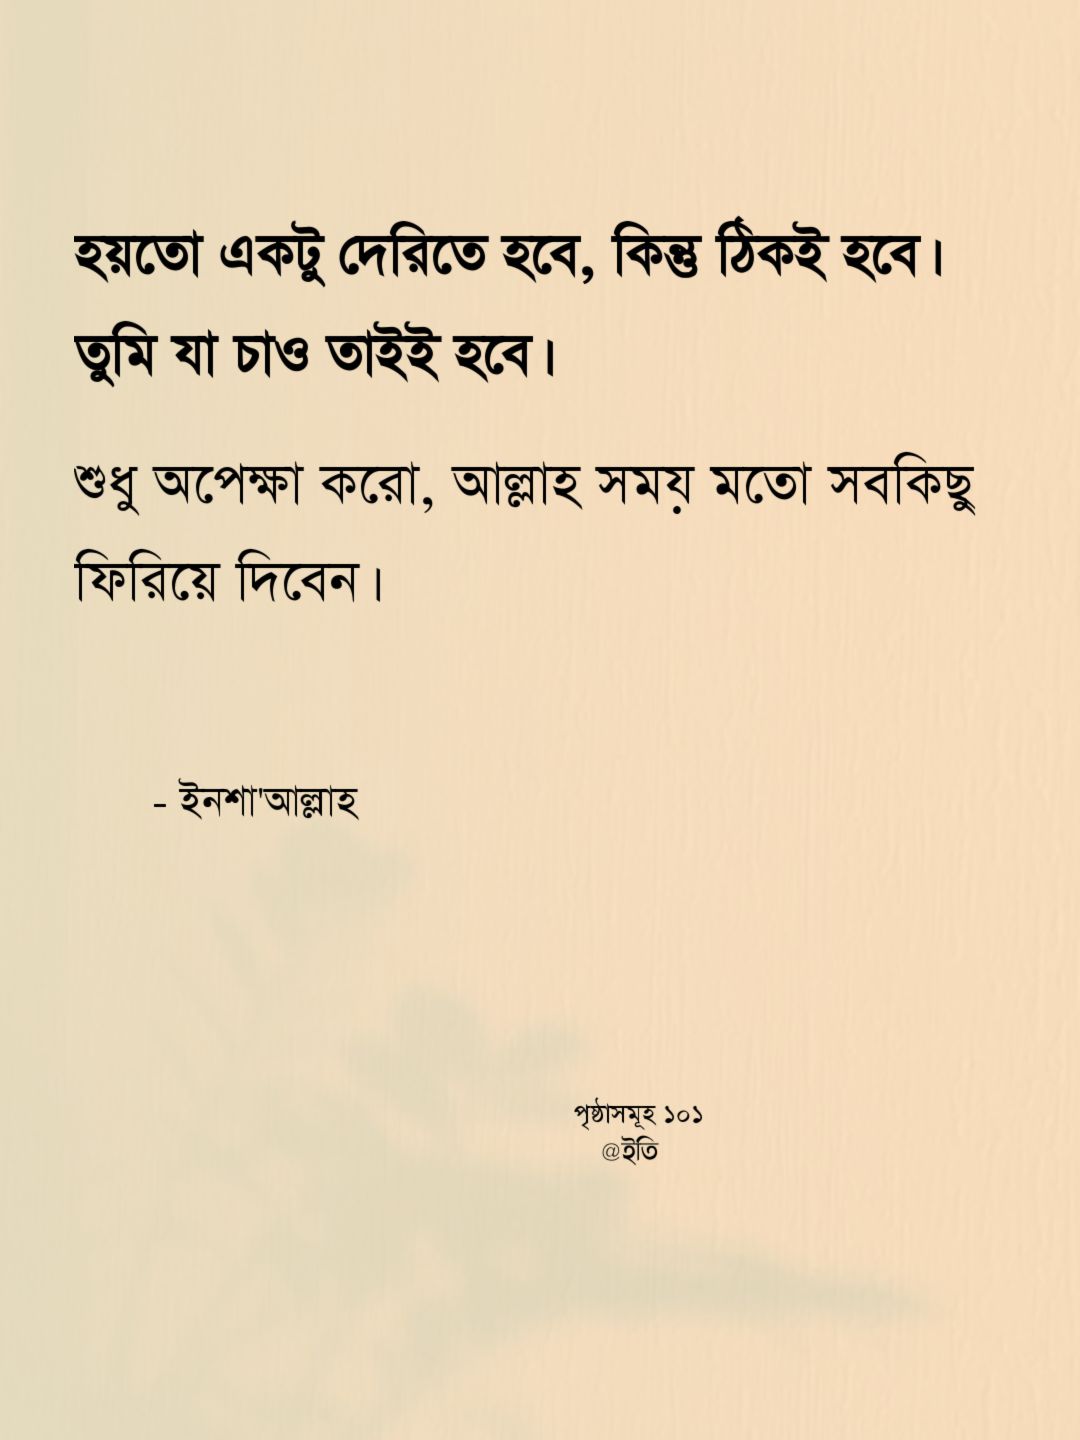 হয়তো একটু দেরিতে হবে, কিন্তু ঠিকই হবে।
তুমি যা চাও তাইই হবে।
শুধু অপেক্ষা করো, আল্লাহ সময় মতো সবকিছু
ফিরিয়ে দিবেন।
- ইনশা'আল্লাহ
পৃষ্ঠাসমূহ ১০১
@ইতি